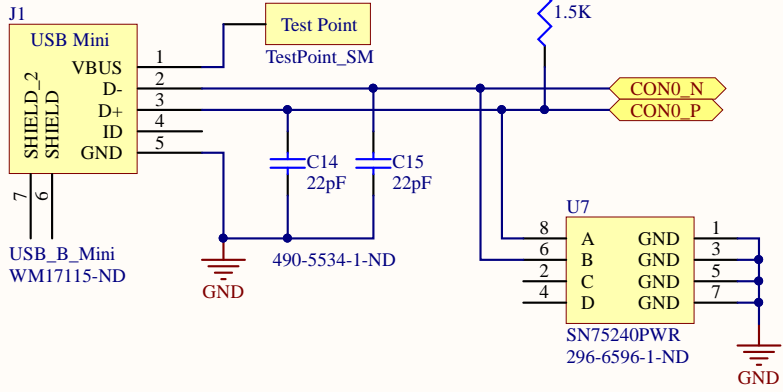 J1
USB Mini
VBUS
D-
D+
ID
GND
1
2
3
4
5
SHIELD_2
SHIELD
7
6
USB_B_Mini
WM17115-ND
Test Point
TestPoint_SM
1.5K
CON0_N
CON0_P
C14
22pF
C15
22pF
490-5534-1-ND
GND
U7
8
6
2
4
A
B
C
D
GND
GND
GND
GND
1
3
5
7
SN75240PWR
296-6596-1-ND
GND